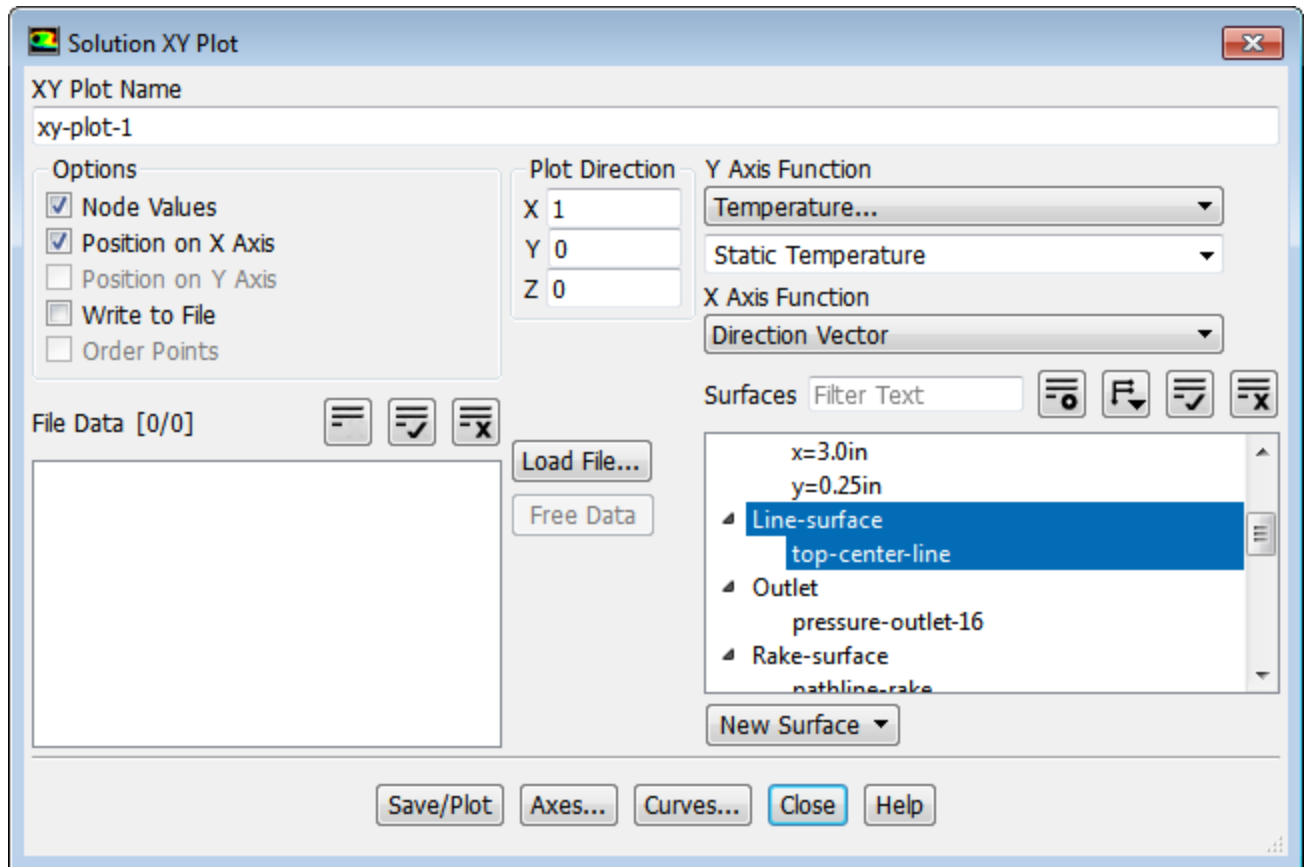 Solution XY Plot
XY Plot Name
xy-plot-1
Options
Node Values
Position on X Axis
Position on Y Axis
Write to File
Order Points
Plot Direction
X 1
Y 0
Z 0
Y Axis Function
Temperature...
Static Temperature
X Axis Function
Direction Vector
File Data [0/0]
Load File...
Free Data
Surfaces Filter Text
x=3.0in
y=0.25in
Line-surface
top-center-line
Outlet
pressure-outlet-16
Rake-surface
pathline-rake
New Surface
Save/Plot Axes... Curves... Close Help